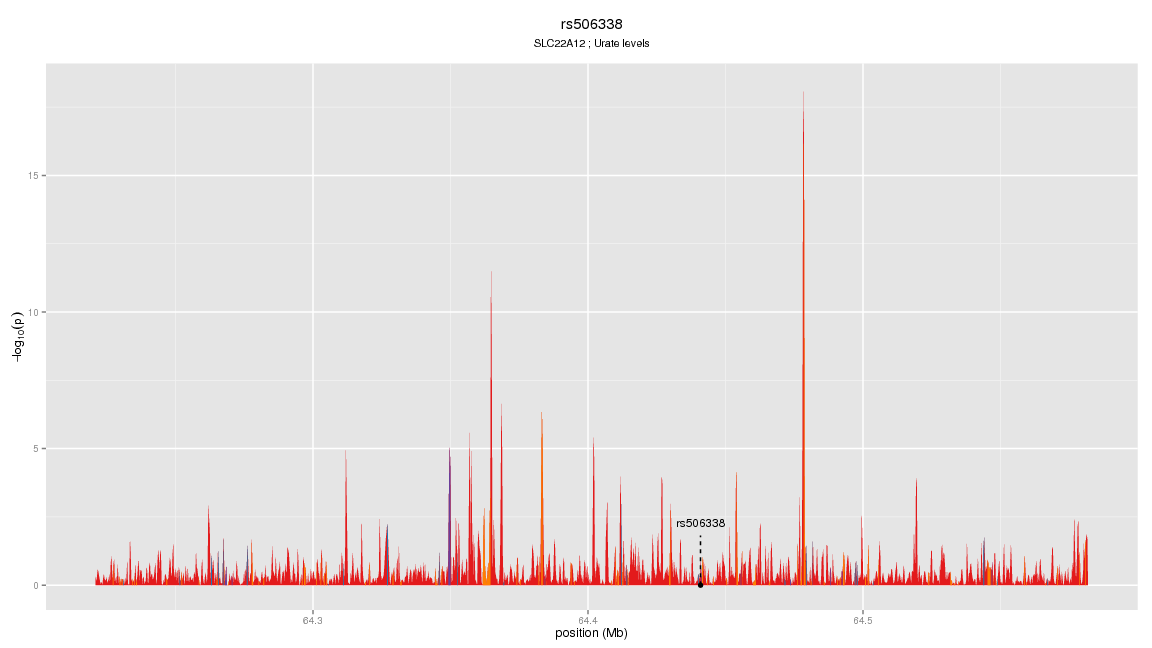 rs506338
SLC22A12 ; Urate levels
15
10
5
0
−log10(p)
rs506338
64.3
64.4
64.5
position (Mb)